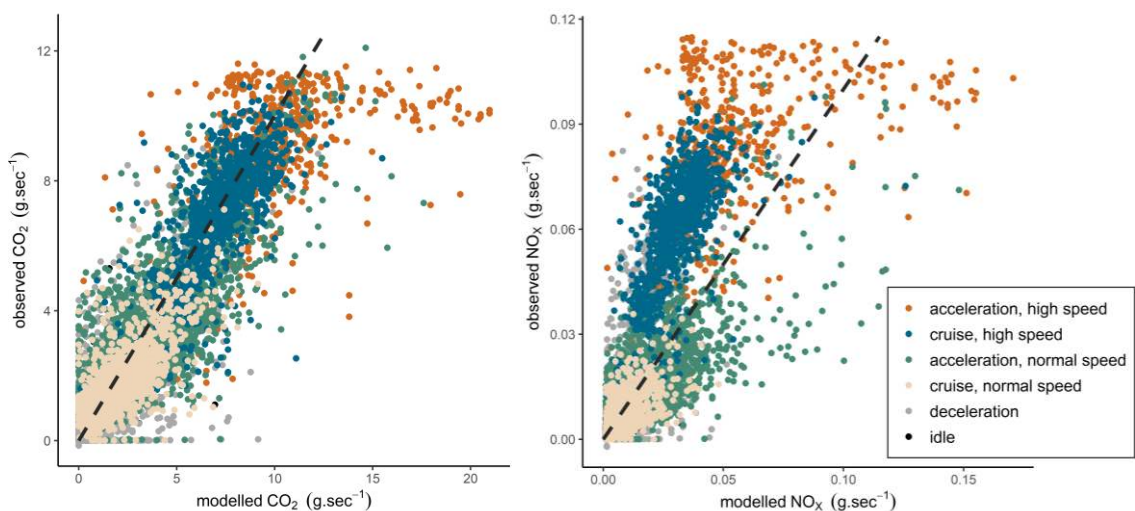 12
8
4
0
observed CO₂ (g.sec⁻¹)
0
5
10
15
20
modelled CO₂ (g.sec⁻¹)
0.12
0.09
0.06
0.03
0.00
observed NOₓ (g.sec⁻¹)
0.00
0.05
0.10
0.15
modelled NOₓ (g.sec⁻¹)
acceleration, high speed
cruise, high speed
acceleration, normal speed
cruise, normal speed
deceleration
idle